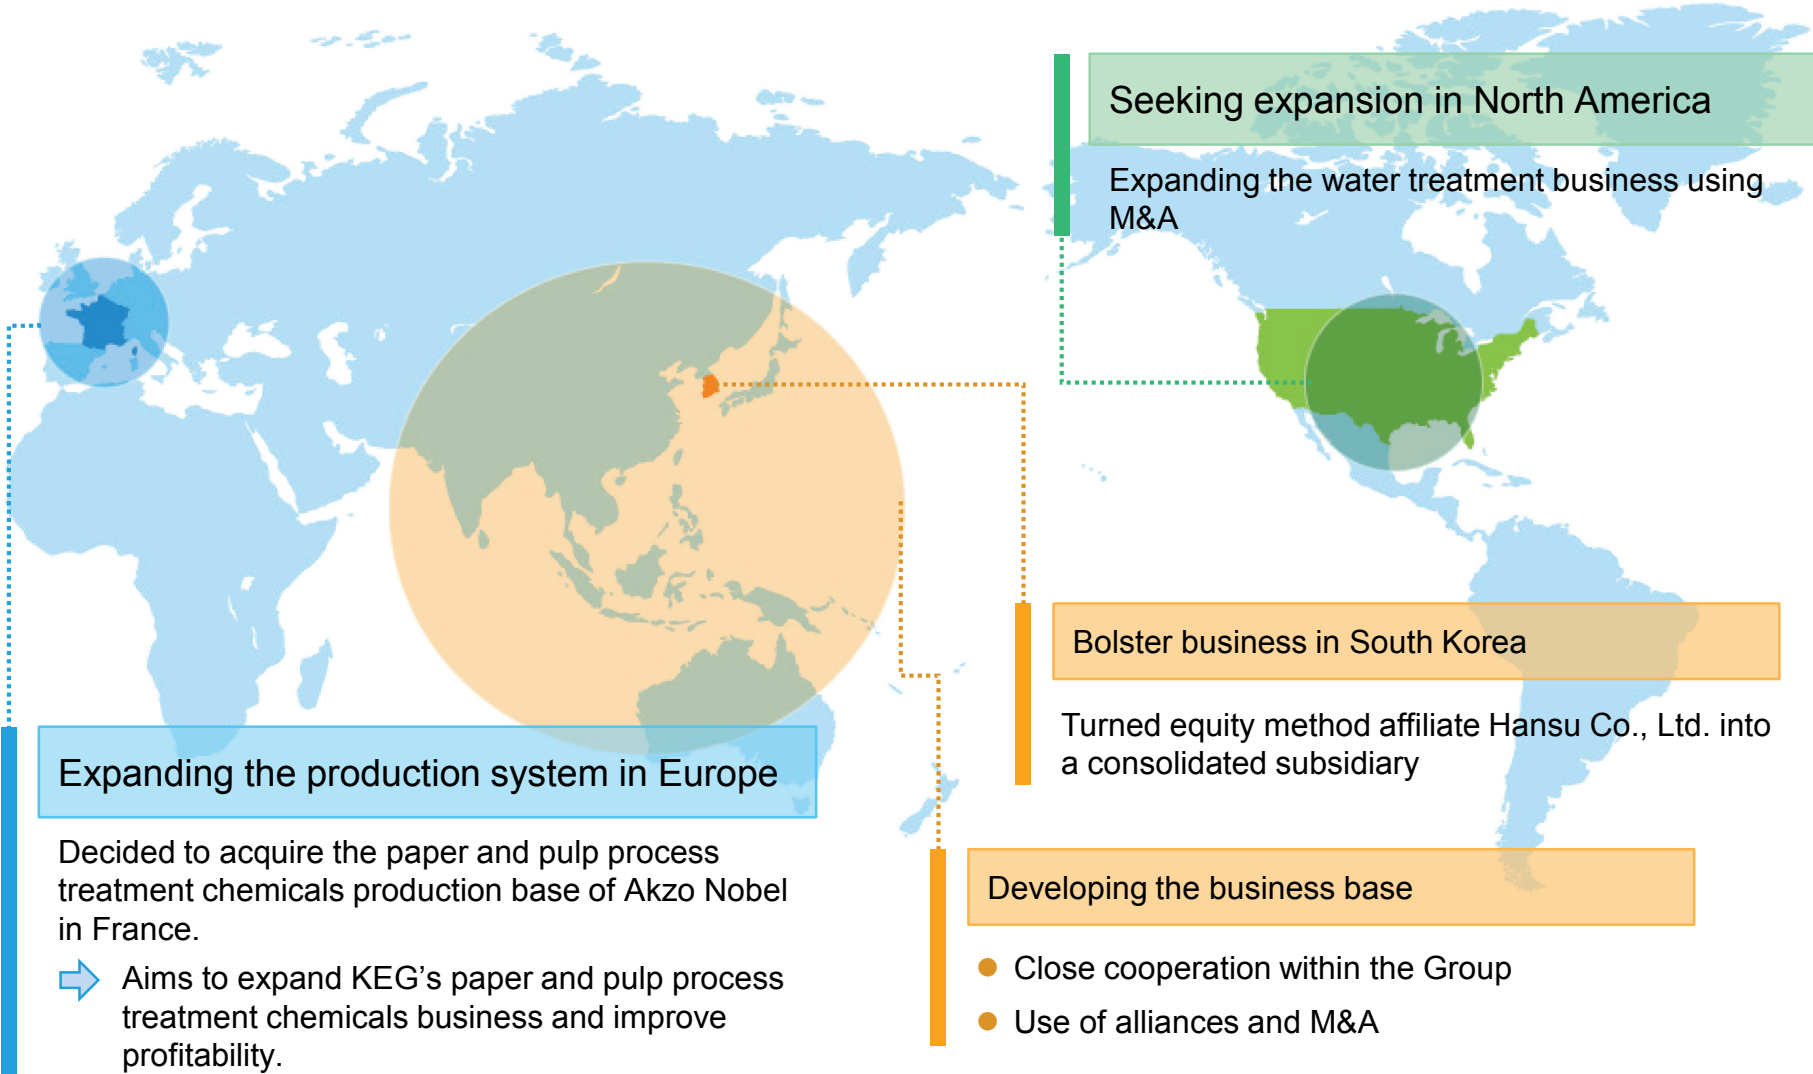 Seeking expansion in North America
Expanding the water treatment business using
M&A
Bolster business in South Korea
Turned equity method affiliate Hansu Co., Ltd. into
a consolidated subsidiary
Expanding the production system in Europe
Decided to acquire the paper and pulp process
treatment chemicals production base of Akzo Nobel
in France.
Aims to expand KEG’s paper and pulp process
treatment chemicals business and improve
profitability.
Developing the business base
Close cooperation within the Group
Use of alliances and M&A